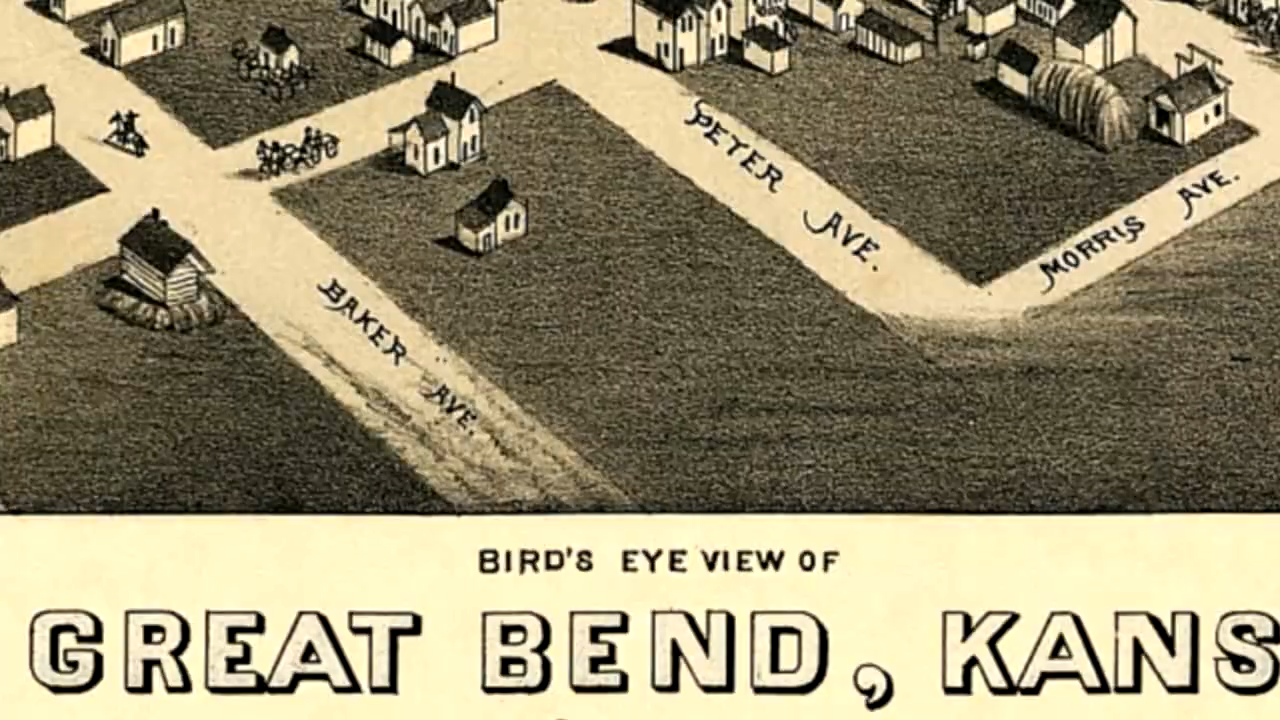 PETER AVE.
MORRIS AVE.
BAKER AVE.
BIRD'S EYE VIEW OF
GREAT BEND, KANS